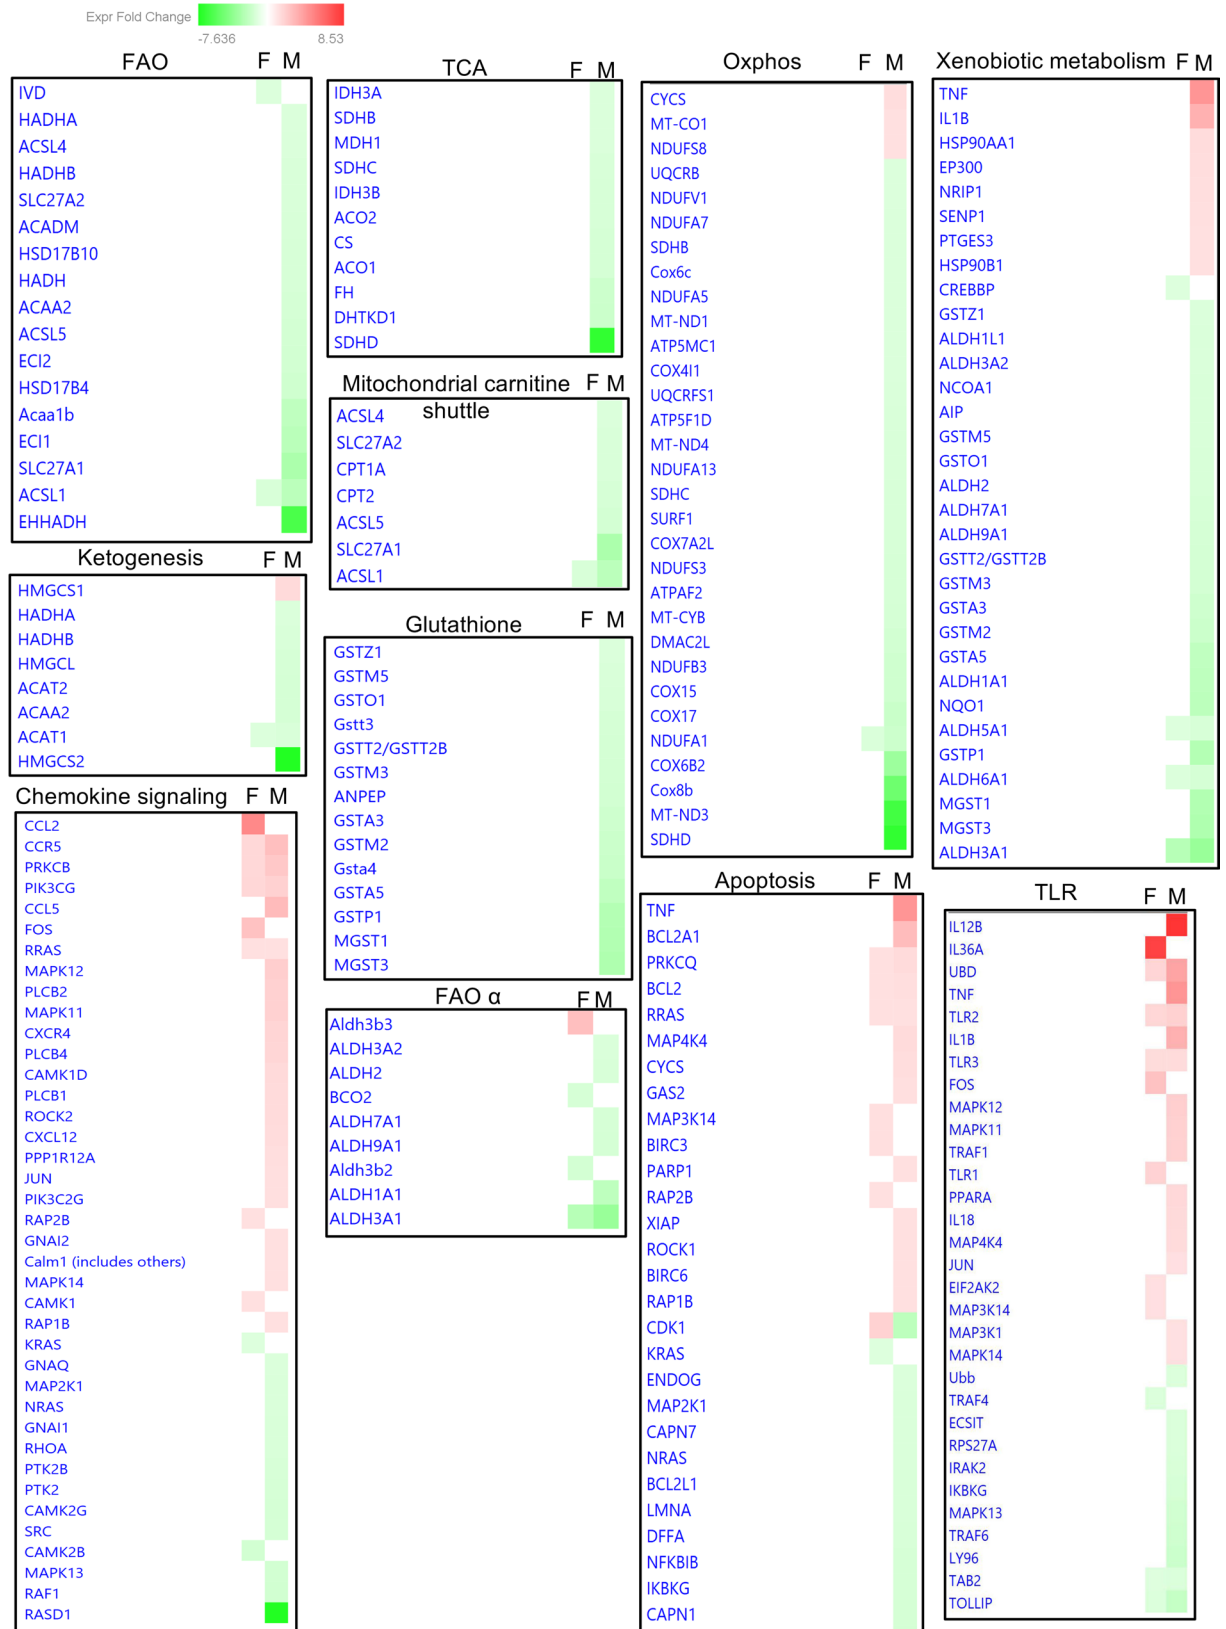 Expr Fold Change
-7.636 8.53
FAO F M
IVD
HADHA
ACSL4
HADHB
SLC27A2
ACADM
HSD17B10
HADH
ACAA2
ACSL5
ECI2
HSD17B4
Acaa1b
ECI1
SLC27A1
ACSL1
EHHADH
Ketogenesis F M
HMGCS1
HADHA
HADHB
HMGCL
ACAT2
ACAA2
ACAT1
HMGCS2
Chemokine signaling F M
CCL2
CCR5
PRKCB
PIK3CG
CCL5
FOS
RRAS
MAPK12
PLCB2
MAPK11
CXCR4
PLCB4
CAMK1D
PLCB1
ROCK2
CXCL12
PPP1R12A
JUN
PIK3C2G
RAP2B
GNAI2
Calm1 (includes others)
MAPK14
CAMK1
RAP1B
KRAS
GNAQ
MAP2K1
NRAS
GNAI1
RHOA
PTK2B
PTK2
CAMK2G
SRC
CAMK2B
MAPK13
RAF1
RASD1
TCA F M
IDH3A
SDHB
MDH1
SDHC
IDH3B
ACO2
CS
ACO1
FH
DHTKD1
SDHD
Mitochondrial carnitine F M
shuttle
ACSL4
SLC27A2
CPT1A
CPT2
ACSL5
SLC27A1
ACSL1
Glutathione F M
GSTZ1
GSTM5
GSTO1
Gstt3
GSTT2/GSTT2B
GSTM3
ANPEP
GSTA3
GSTM2
Gsta4
GSTA5
GSTP1
MGST1
MGST3
FAO α F M
Aldh3b3
ALDH3A2
ALDH2
BCO2
ALDH7A1
ALDH9A1
Aldh3b2
ALDH1A1
ALDH3A1
Oxphos F M
CYCS
MT-CO1
NDUFS8
UQCRB
NDUFV1
NDUFA7
SDHB
Cox6c
NDUFA5
MT-ND1
ATP5MC1
COX4I1
UQCRFS1
ATP5F1D
MT-ND4
NDUFA13
SDHC
SURF1
COX7A2L
NDUFS3
ATPAF2
MT-CYB
DMAC2L
NDUFB3
COX15
COX17
NDUFA1
COX6B2
Cox8b
MT-ND3
SDHD
Apoptosis F M
TNF
BCL2A1
PRKCQ
BCL2
RRAS
MAP4K4
CYCS
GAS2
MAP3K14
BIRC3
PARP1
RAP2B
XIAP
ROCK1
BIRC6
RAP1B
CDK1
KRAS
ENDOG
MAP2K1
CAPN7
NRAS
BCL2L1
LMNA
DFFA
NFKBIB
IKBKG
CAPN1
Xenobiotic metabolism F M
TNF
IL1B
HSP90AA1
EP300
NRIP1
SENP1
PTGES3
HSP90B1
CREBBP
GSTZ1
ALDH1L1
ALDH3A2
NCOA1
AIP
GSTM5
GSTO1
ALDH2
ALDH7A1
ALDH9A1
GSTT2/GSTT2B
GSTM3
GSTA3
GSTM2
GSTA5
ALDH1A1
NQO1
ALDH5A1
GSTP1
ALDH6A1
MGST1
MGST3
ALDH3A1
TLR F M
IL12B
IL36A
UBD
TNF
TLR2
IL1B
TLR3
FOS
MAPK12
MAPK11
TRAF1
TLR1
PPARA
IL18
MAP4K4
JUN
EIF2AK2
MAP3K14
MAP3K1
MAPK14
Ubb
TRAF4
ECSIT
RPS27A
IRAK2
IKBKG
MAPK13
TRAF6
LY96
TAB2
TOLLIP